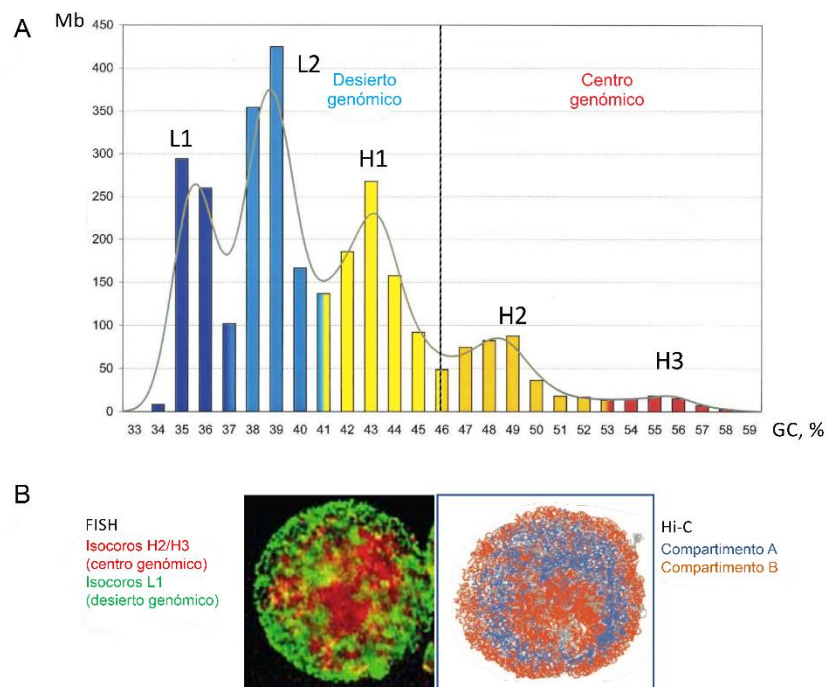 A
Mb
450
400
350
300
250
200
150
100
50
0
L1
L2
H1
H2
H3
Desierto
genómico
Centro
genómico
33 34 35 36 37 38 39 40 41 42 43 44 45 46 47 48 49 50 51 52 53 54 55 56 57 58 59 GC, %
B
FISH
Isocoros H2/H3
(centro genómico)
Isocoros L1
(desierto genómico)
Hi-C
Compartimento A
Compartimento B